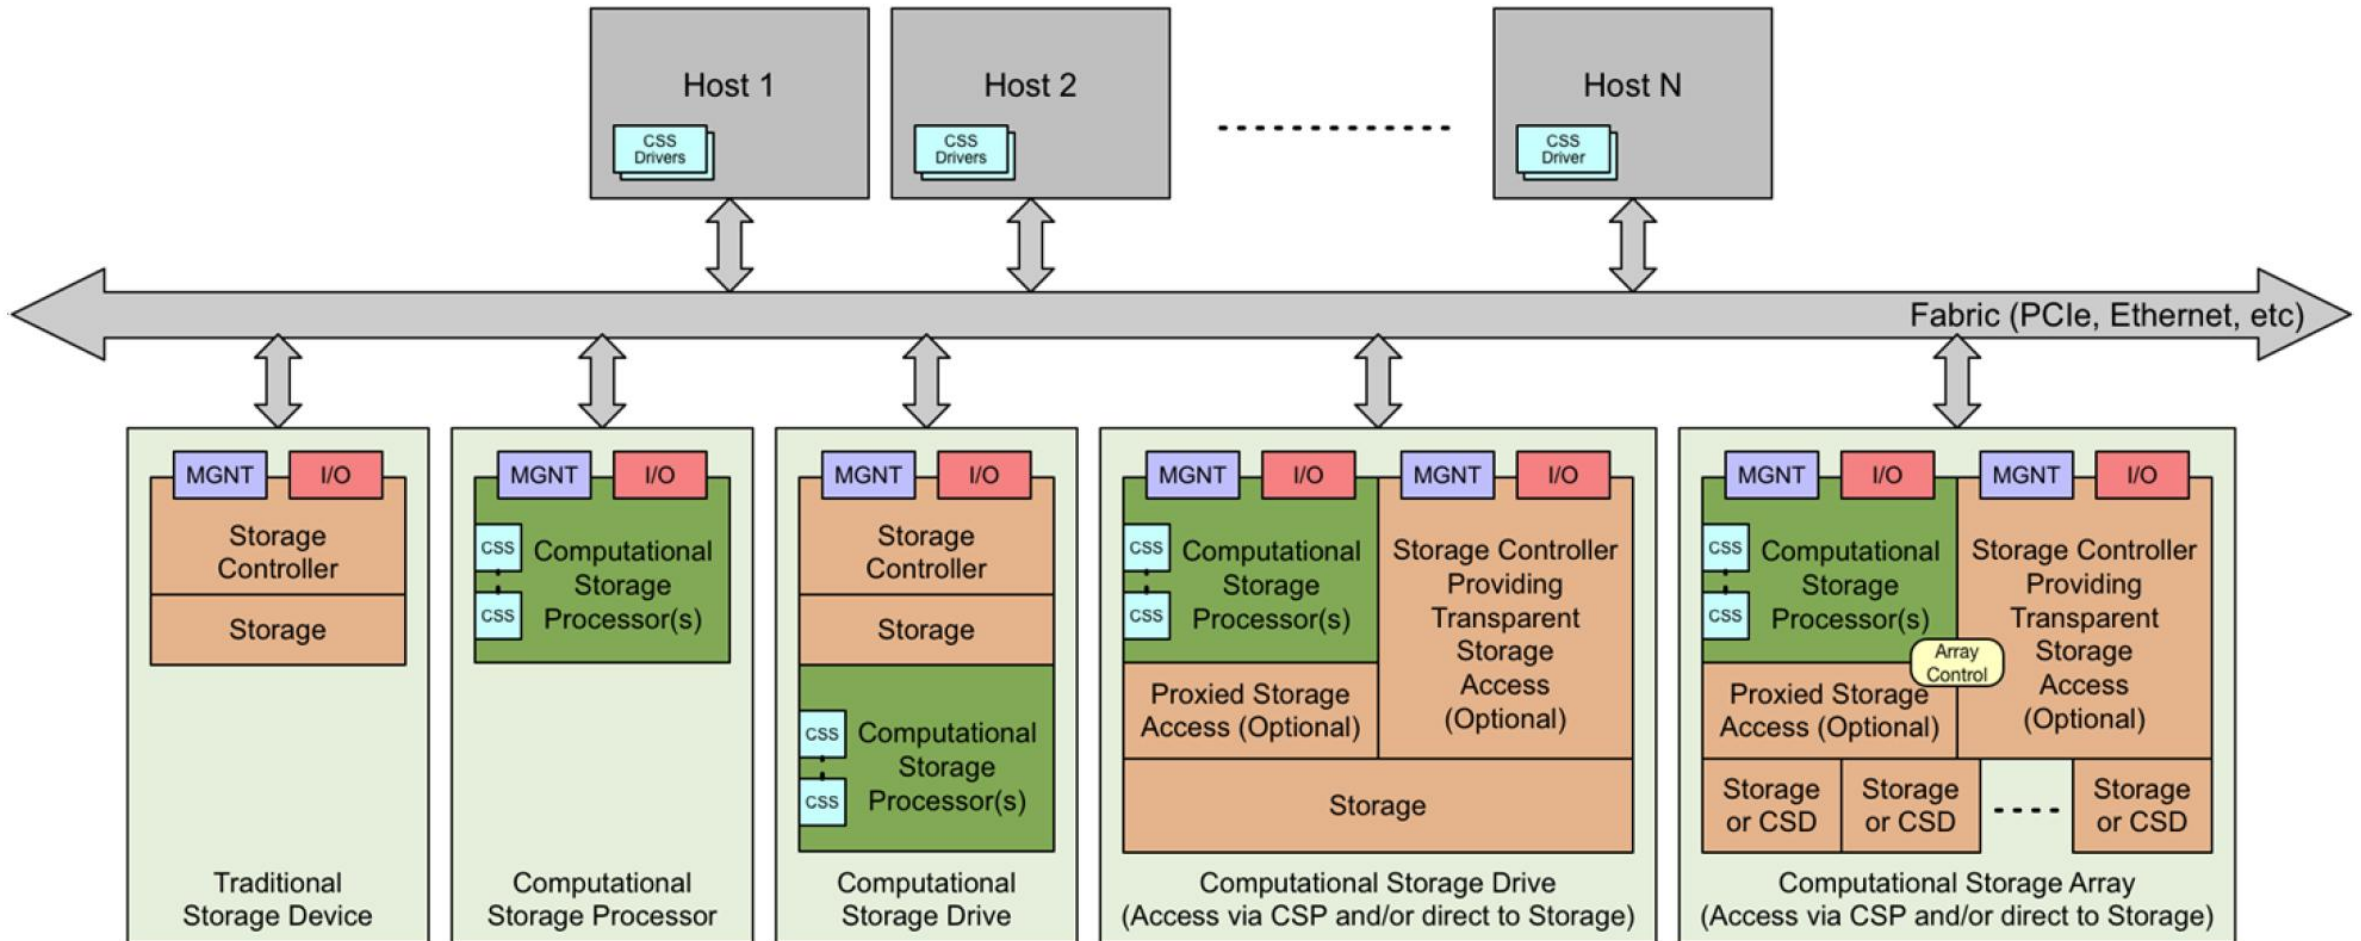 Host 1
CSS
Drivers
Host 2
CSS
Drivers
Host N
CSS
Driver
Fabric (PCIe, Ethernet, etc)
MGNT
I/O
Storage
Controller
Storage
Traditional
Storage Device
MGNT
I/O
CSS
CSS
Computational
Storage
Processor(s)
Computational
Storage Processor
MGNT
I/O
Storage
Controller
Storage
CSS
CSS
Computational
Storage
Processor(s)
Computational
Storage Drive
MGNT
I/O
CSS
CSS
Computational
Storage
Processor(s)
Proxied Storage
Access (Optional)
MGNT
I/O
Storage Controller
Providing
Transparent
Storage
Access
(Optional)
Storage
Computational Storage Drive
(Access via CSP and/or direct to Storage)
MGNT
I/O
CSS
CSS
Computational
Storage
Processor(s)
Array
Control
Proxied Storage
Access (Optional)
MGNT
I/O
Storage Controller
Providing
Transparent
Storage
Access
(Optional)
Storage
or CSD
Storage
or CSD
Storage
or CSD
Computational Storage Array
(Access via CSP and/or direct to Storage)